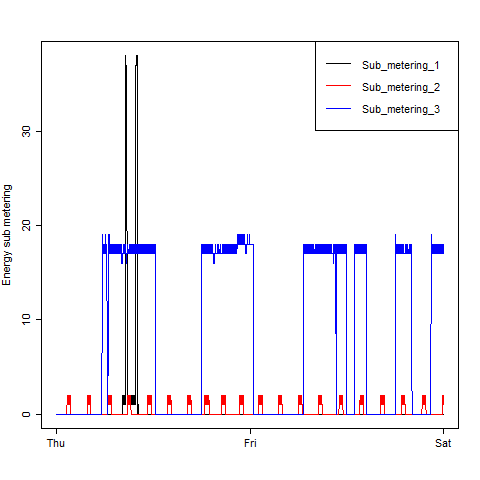 Sub_metering_1
Sub_metering_2
Sub_metering_3
Energy sub metering
30
20
10
0
Thu Fri Sat